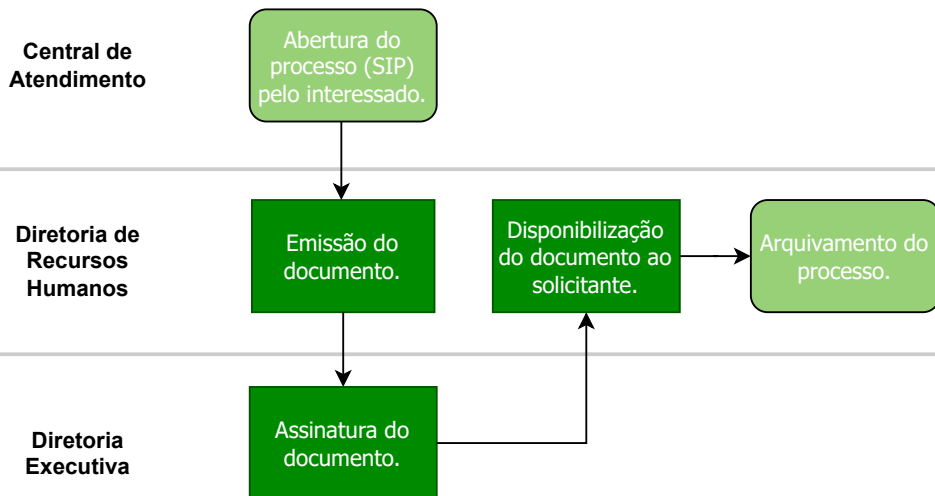 Central de
Atendimento
Abertura do
processo (SIP)
pelo interessado.
Diretoria de
Recursos
Humanos
Emissão do
documento.
Disponibilização
do documento ao
solicitante.
Arquivamento do
processo.
Diretoria
Executiva
Assinatura do
documento.